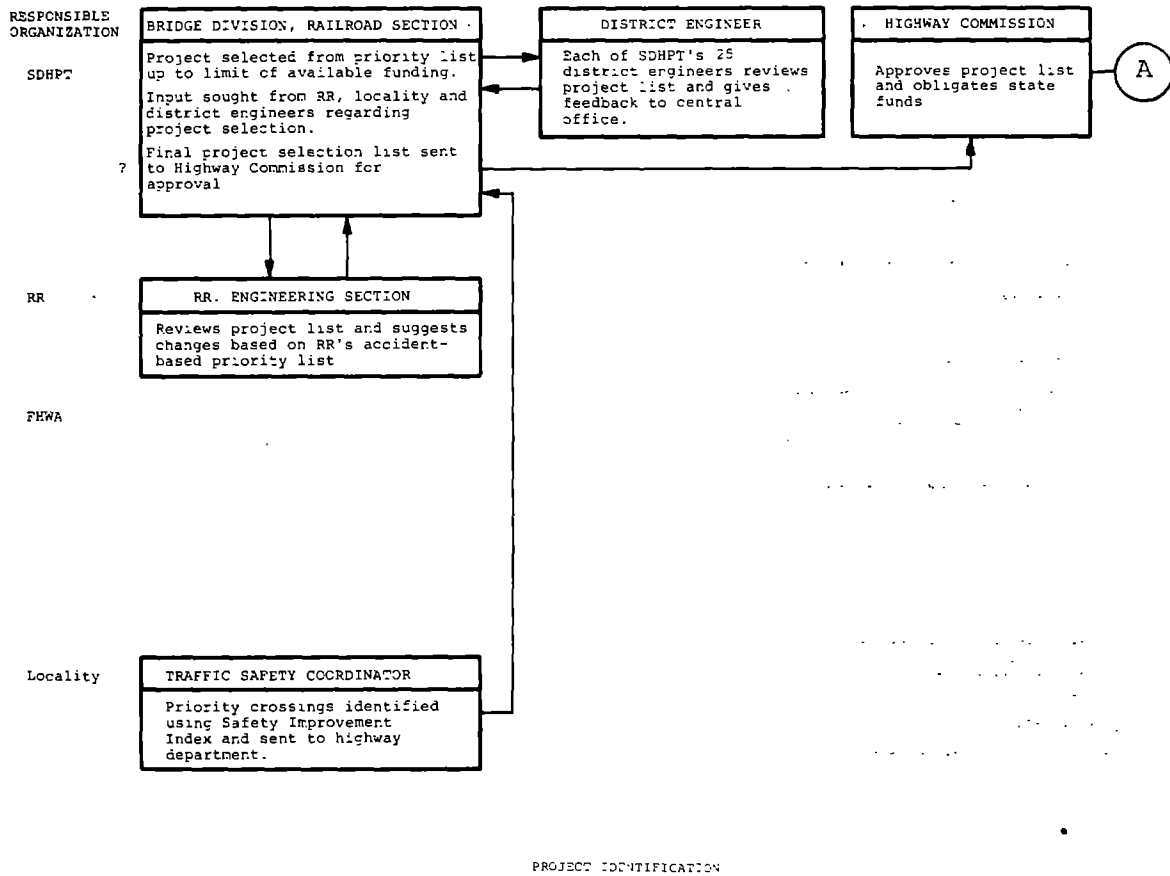 RESPONSIBLE
ORGANIZATION
SDHPT
?
BRIDGE DIVISION, RAILROAD SECTION
Project selected from priority list
up to limit of available funding.
Input sought from RR, locality and
district engineers regarding
project selection.
Final project selection list sent
to Highway Commission for
approval
DISTRICT ENGINEER
Each of SDHPT's 25
district engineers reviews
project list and gives
feedback to central
office.
HIGHWAY COMMISSION
Approves project list
and obligates state
funds
A
RR
RR. ENGINEERING SECTION
Reviews project list and suggests
changes based on RR's accident-
based priority list
FHWA
Locality
TRAFFIC SAFETY COORDINATOR
Priority crossings identified
using Safety Improvement
Index and sent to highway
department.
PROJECT IDENTIFICATION